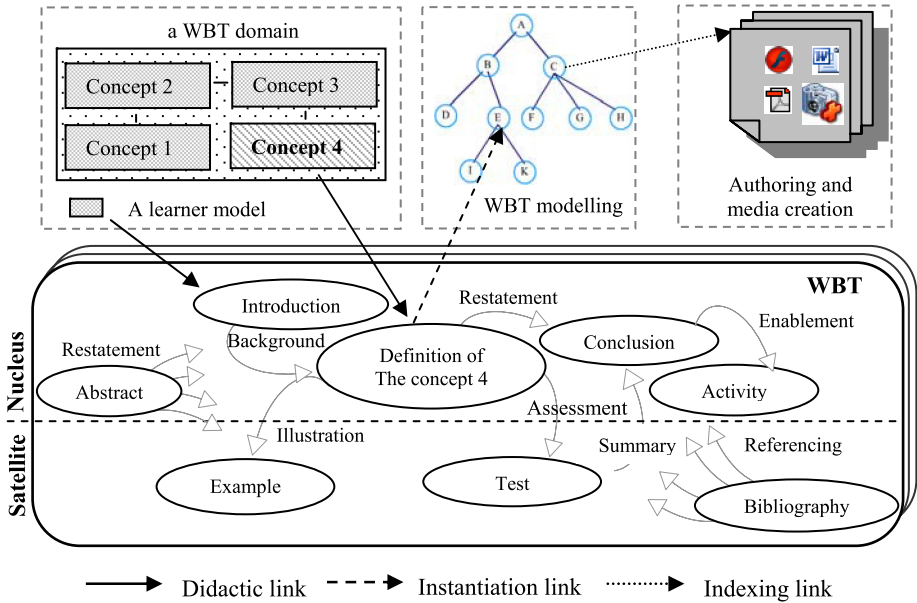 a WBT domain
Concept 2
Concept 3
Concept 1
Concept 4
A learner model
A
B
C
D
E
F
G
H
I
K
WBT modelling
W
Authoring and
media creation
WBT
Nucleus
Satellite
Introduction
Restatement
Enablement
Background
Restatement
Definition of
The concept 4
Conclusion
Abstract
Activity
Assessment
Illustration
Summary
Referencing
Example
Test
Bibliography
Didactic link
Instantiation link
Indexing link